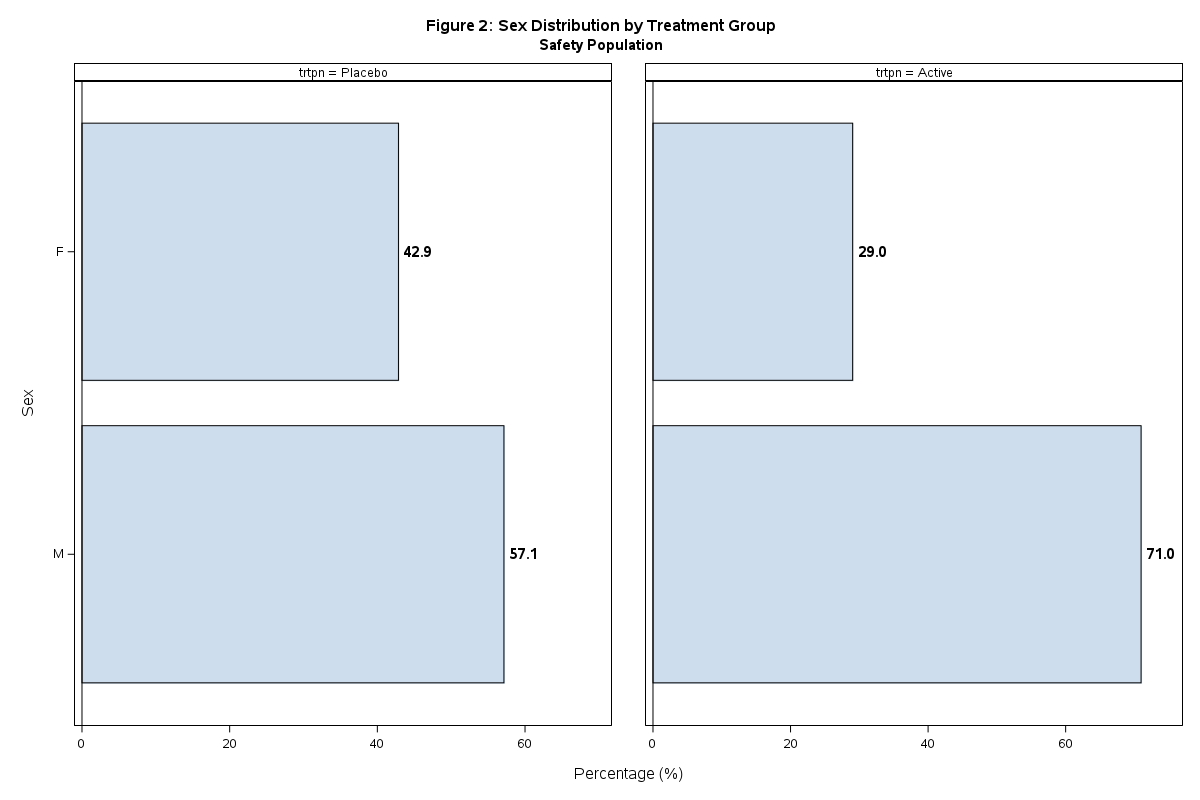 Figure 2: Sex Distribution by Treatment Group
Safety Population
trtpn = Placebo
trtpn = Active
F
42.9
29.0
Sex
M
57.1
71.0
0 20 40 60
0 20 40 60
Percentage (%)